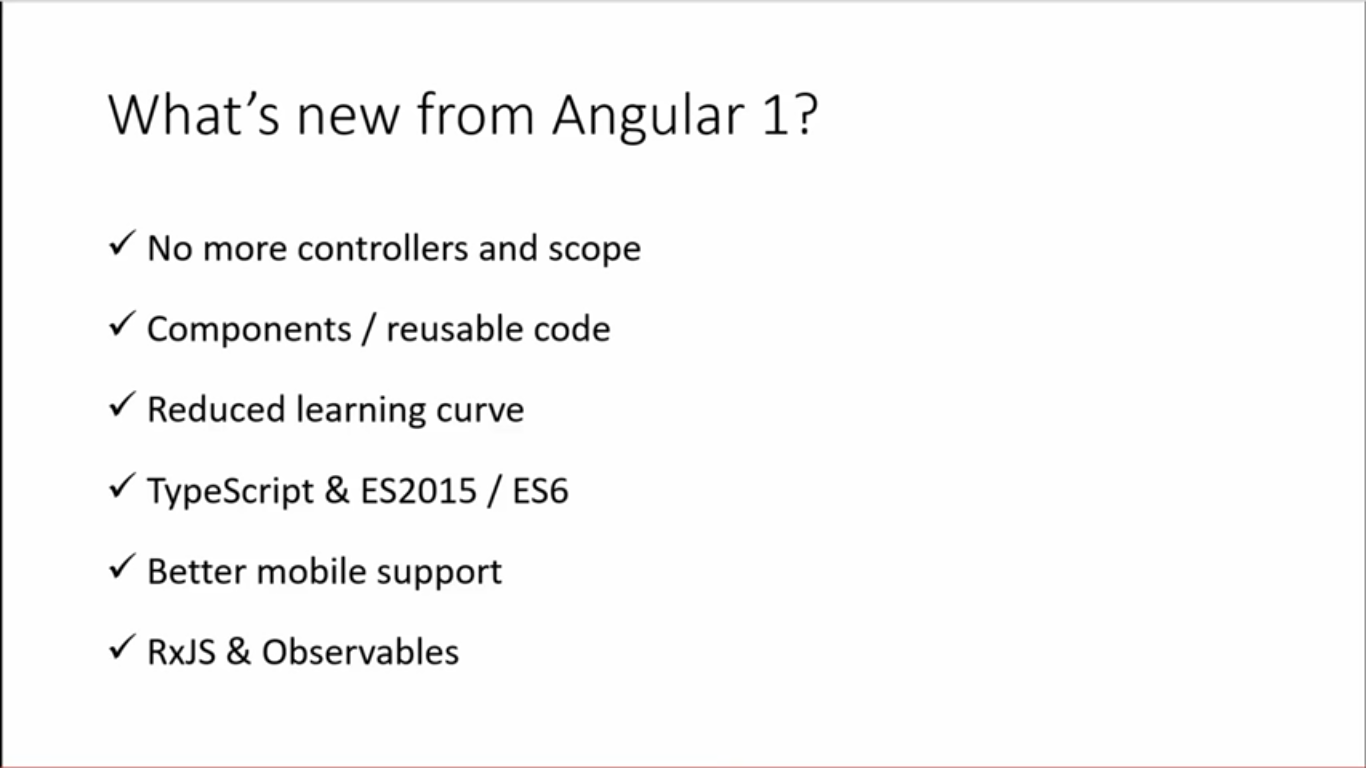 What’s new from Angular 1?
✓ No more controllers and scope
✓ Components / reusable code
✓ Reduced learning curve
✓ TypeScript & ES2015 / ES6
✓ Better mobile support
✓ RxJS & Observables